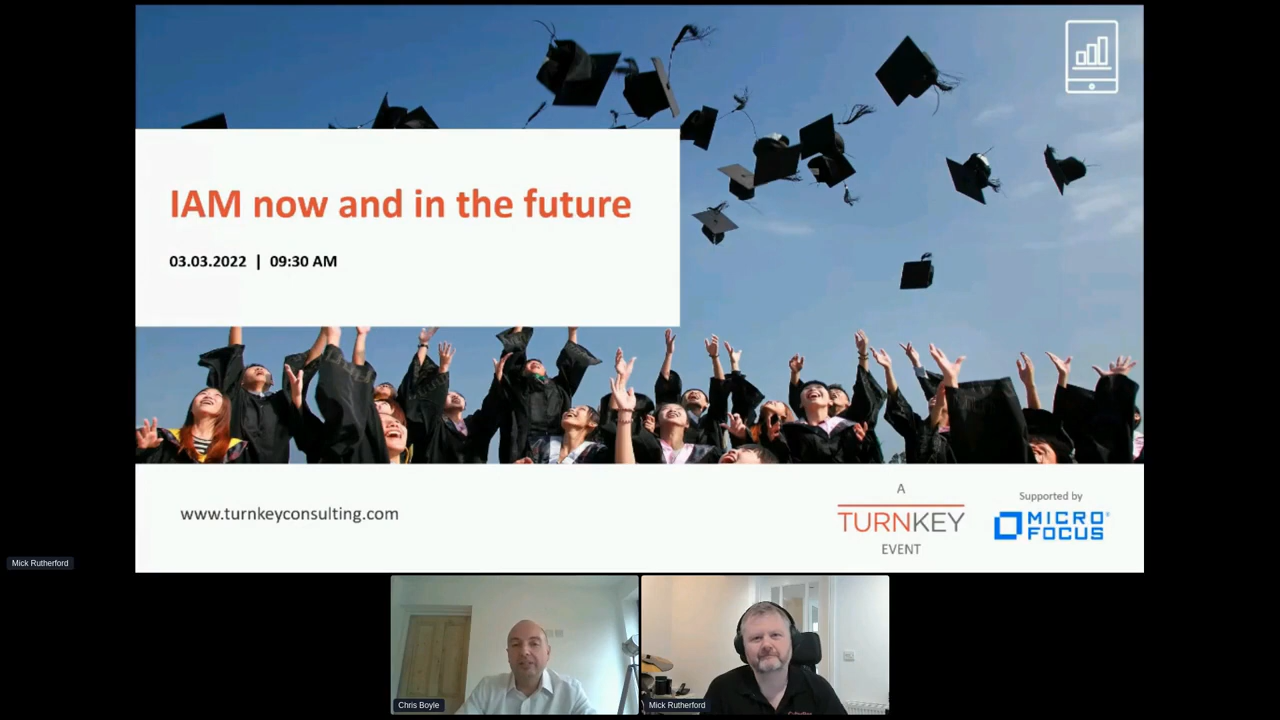 IAM now and in the future
03.03.2022 | 09:30 AM
www.turnkeyconsulting.com
A
TURNKEY
EVENT
Supported by
MICRO
FOCUS®
Mick Rutherford
Chris Boyle
Mick Rutherford